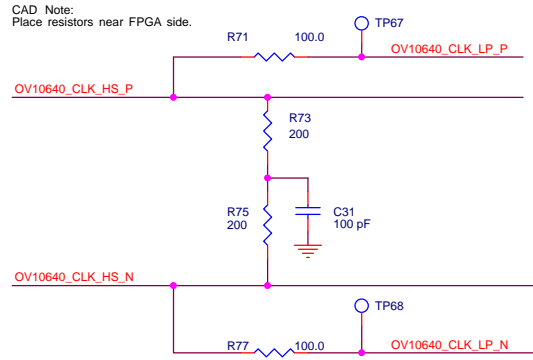 CAD Note:
Place resistors near FPGA side.
TP67
R71 100.0
OV10640_CLK_LP_P
OV10640_CLK_HS_P
R73
200
R75
200
C31
100 pF
OV10640_CLK_HS_N
TP68
R77 100.0
OV10640_CLK_LP_N